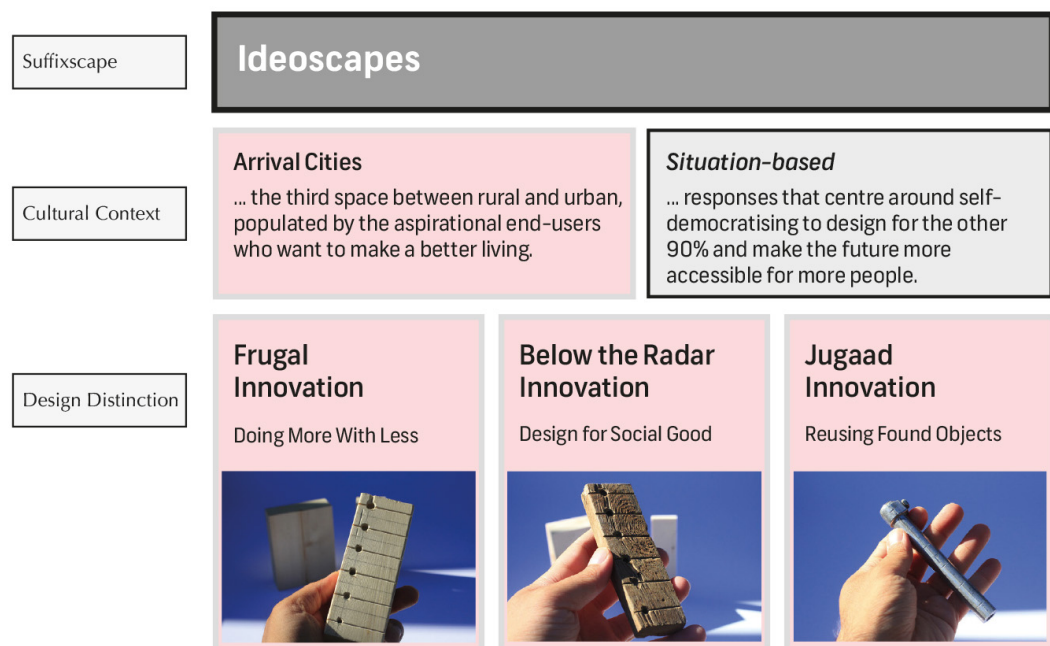 Suffixscape
Ideoscapes
Cultural Context
Arrival Cities
... the third space between rural and urban,
populated by the aspirational end-users
who want to make a better living.
Situation-based
... responses that centre around self-
democratising to design for the other
90% and make the future more
accessible for more people.
Design Distinction
Frugal
Innovation
Doing More With Less
Below the Radar
Innovation
Design for Social Good
Jugaad
Innovation
Reusing Found Objects